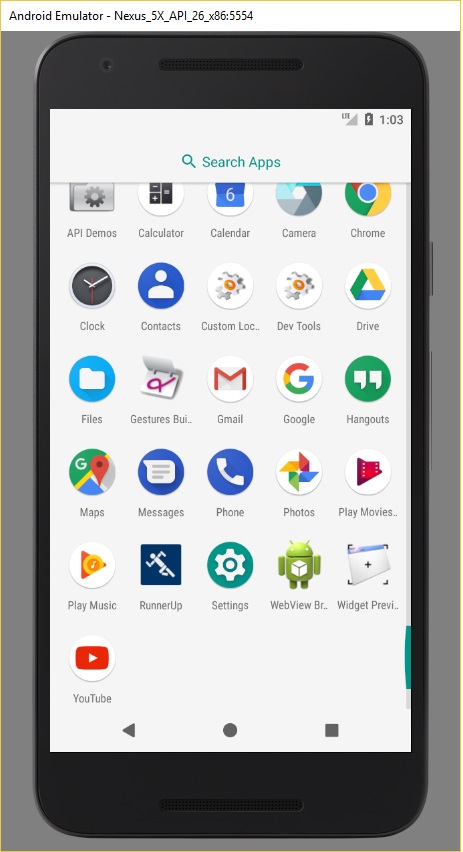 Android Emulator - Nexus_5X_API_26_x86:5554
LTE 1:03
Search Apps
6
API Demos Calculator Calendar Camera Chrome
Clock Contacts Custom Loc.. Dev Tools Drive
G
Files Gestures Bui.. Gmail Google Hangouts
G
Maps Messages Phone Photos Play Movies..
Play Music RunnerUp Settings WebView Br.. Widget Previ..
YouTube